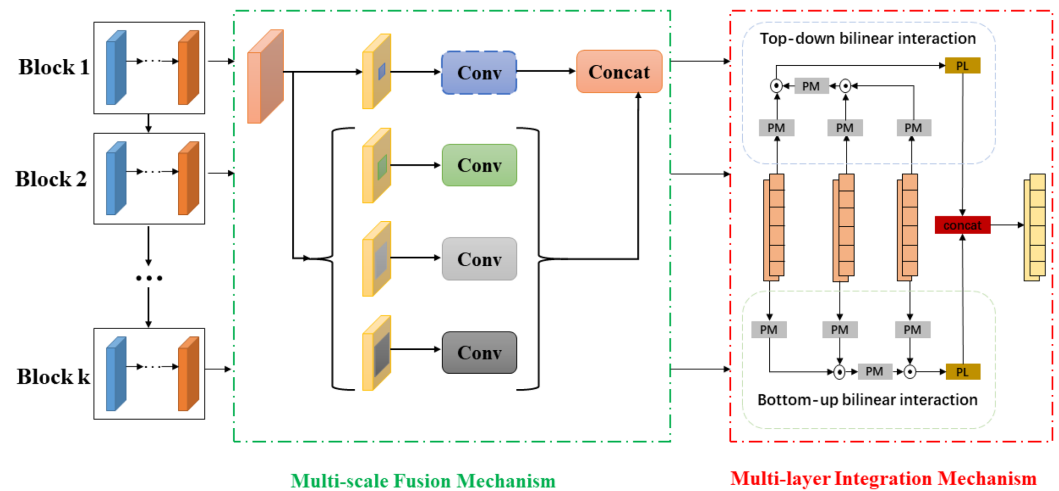 Block 1
Block 2
...
Block k
Conv
Concat
Conv
Conv
Conv
Multi-scale Fusion Mechanism
Top-down bilinear interaction
PL
PM
PM
PM
PM
concat
PM
PM
PM
PM
PL
Bottom-up bilinear interaction
Multi-layer Integration Mechanism